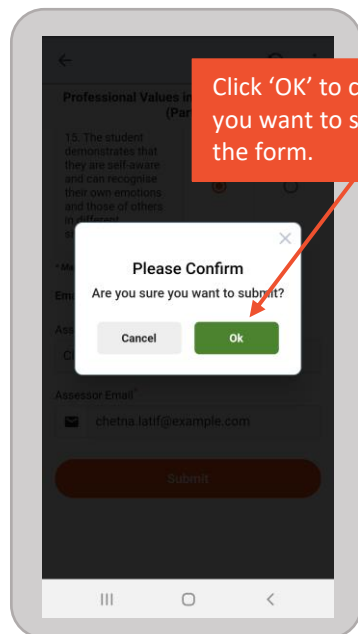 Professional Values in
(Par
Click ‘OK’ to
you want to
the form.
15. The student
demonstrates that
they are self-aware
and can recognise
their own emotions
and those of others
in different
Please Confirm
Are you sure you want to submit?
Cancel
Ok
Assessor Email*
chetna.latif@example.com
Submit